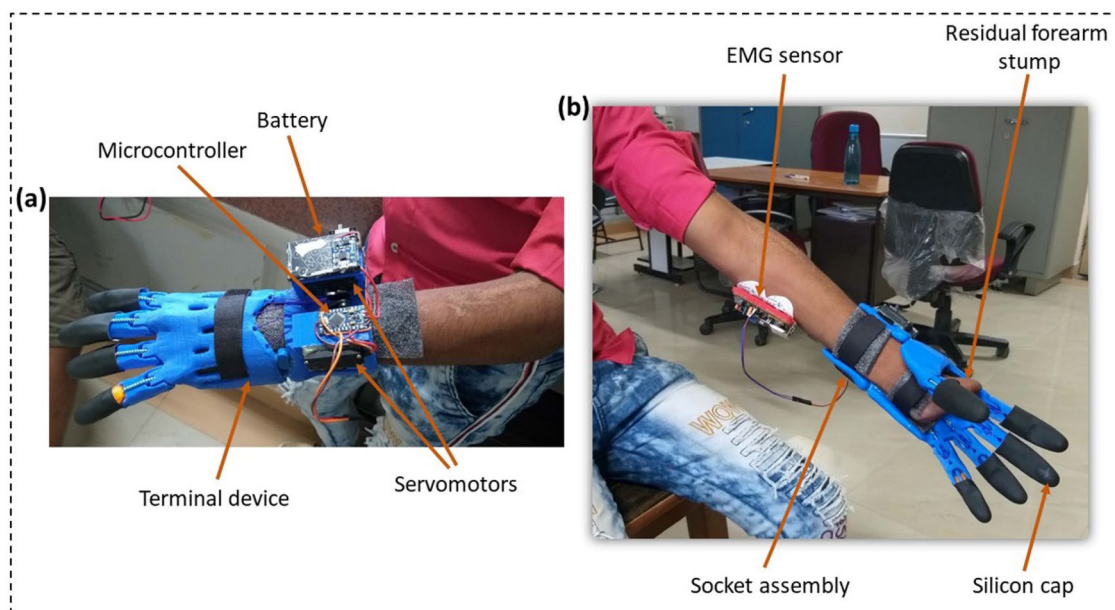 Residual forearm
stump
EMG sensor
(b)
Battery
Microcontroller
(a)
Servomotors
Terminal device
Socket assembly
Silicon cap